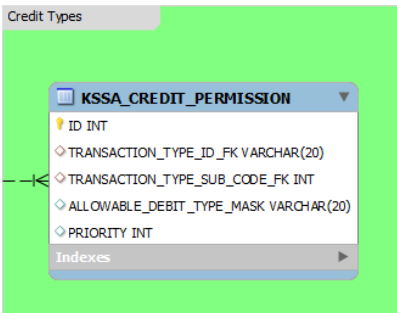 Credit Types
KSSA_CREDIT_PERMISSION
ID INT
TRANSACTION_TYPE_ID_FK VARCHAR(20)
TRANSACTION_TYPE_SUB_CODE_FK INT
ALLOWABLE_DEBIT_TYPE_MASK VARCHAR(20)
PRIORITY INT
Indexes